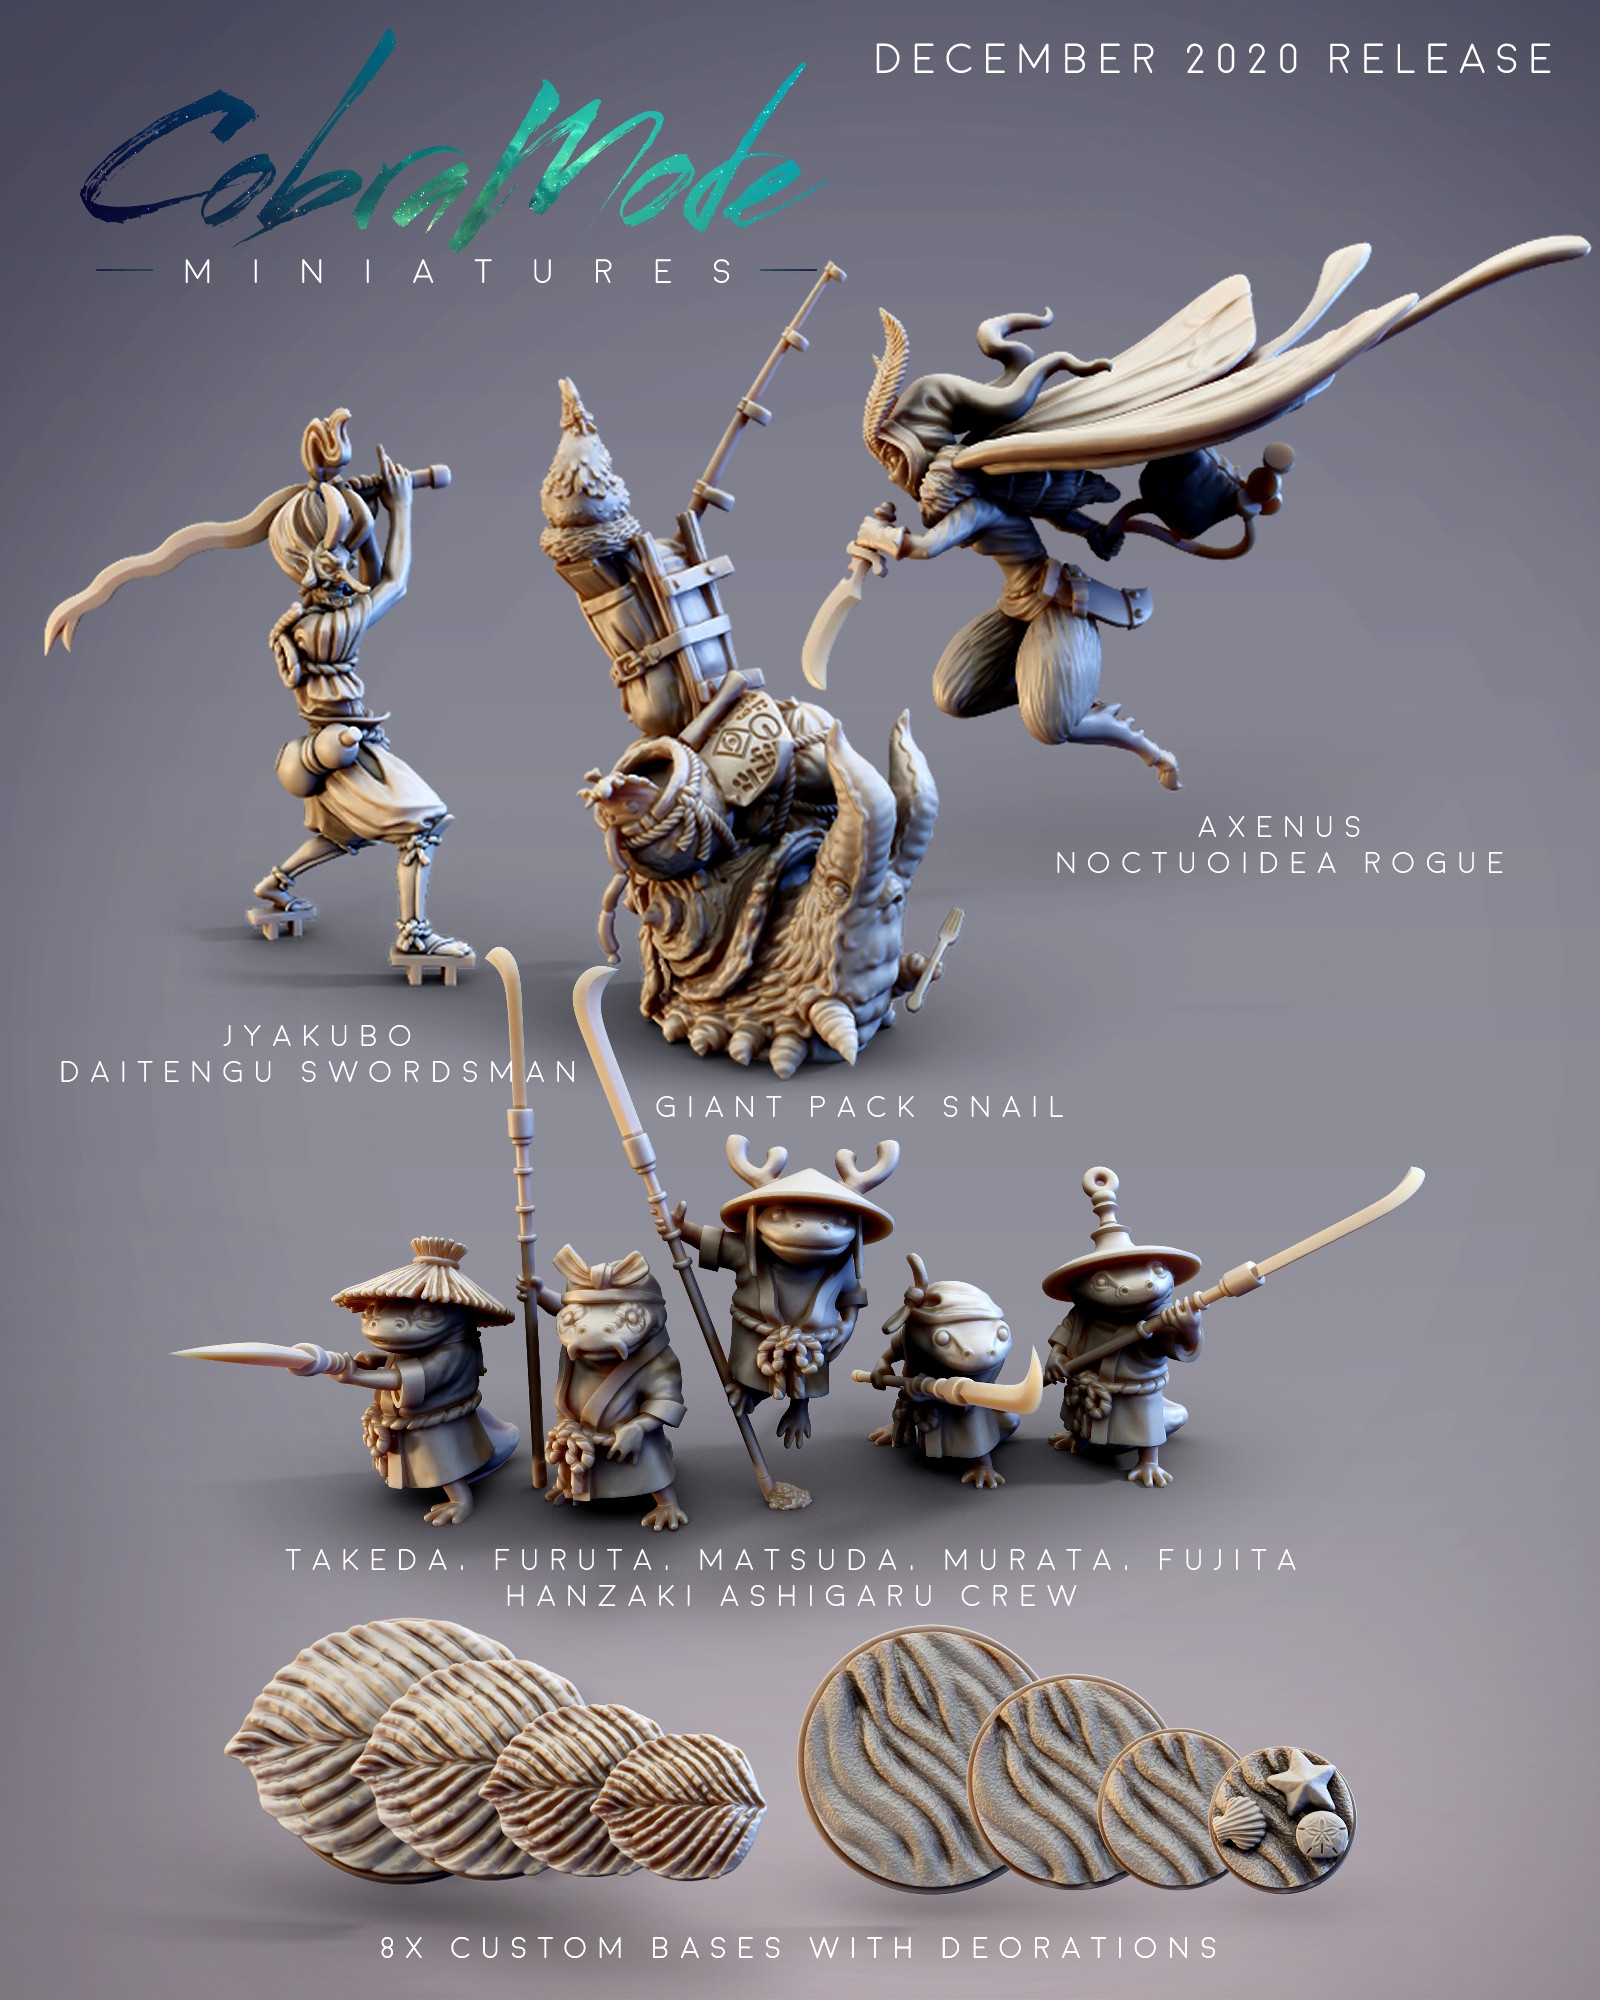 DECEMBER 2020 RELEASE
CobraMode
MINIATURES
AXENUS
NOCTUOIDEA ROGUE
JYAKUBO
DAITENGU SWORDSMAN
GIANT PACK SNAIL
TAKEDA. FURUTA. MATSUDA. MURATA. FUJITA
HANZAKI ASHIGARU CREW
8X CUSTOM BASES WITH DEORATIONS